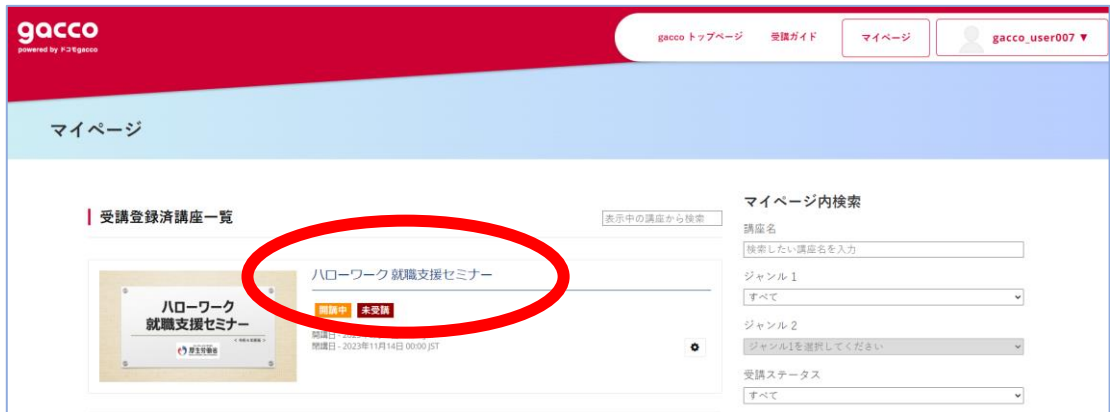 gacco
powered by ドコモgacco
gacco トップページ 受講ガイド マイページ gacco_user007 ▼
マイページ
受講登録済講座一覧
表示中の講座から検索
ハローワーク 就職支援セミナー
開講中 未受講
閉講日 - 2023年11月14日 00:00 JST
ハローワーク
就職支援セミナー
厚生労働省
マイページ内検索
講座名
検索したい講座名を入力
ジャンル 1
すべて
ジャンル 2
ジャンル1を選択してください
受講ステータス
すべて